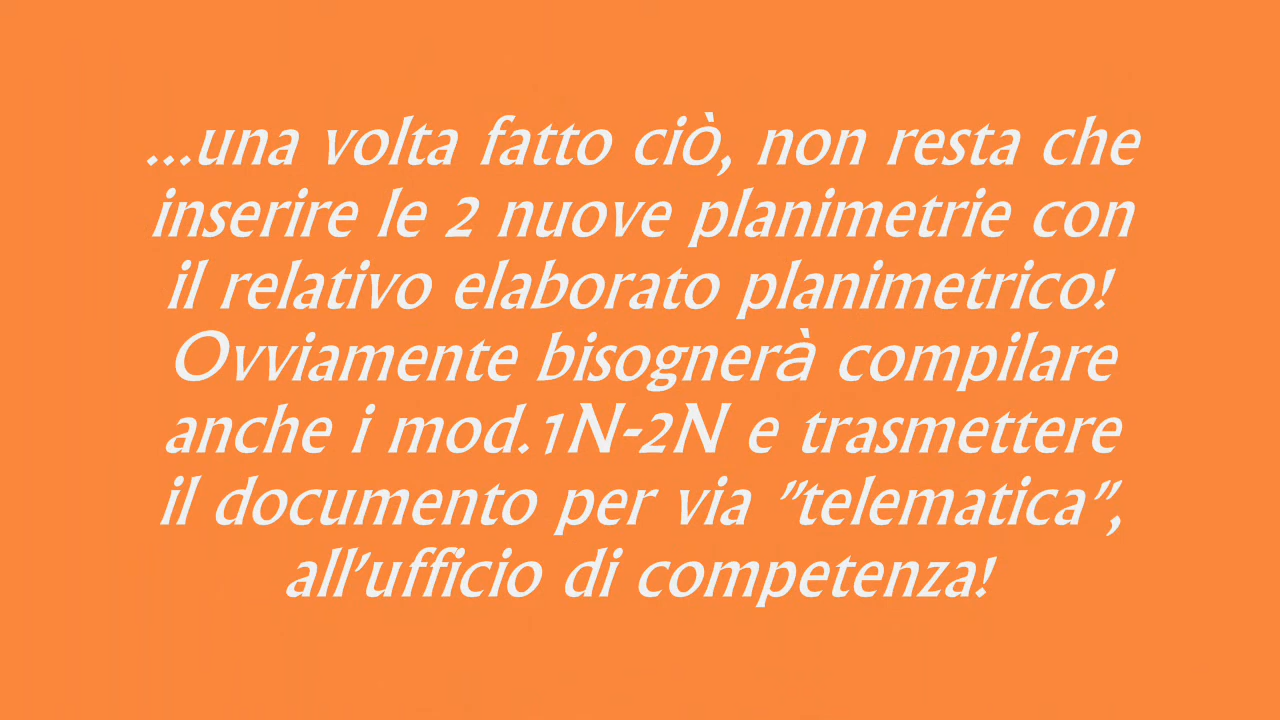 ...una volta fatto ciò, non resta che
inserire le 2 nuove planimetrie con
il relativo elaborato planimetrico!
Ovviamente bisognerà compilare
anche i mod.1N-2N e trasmettere
il documento per via "telematica",
all'ufficio di competenza!